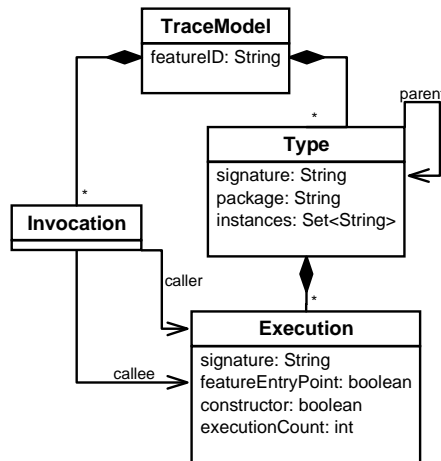 TraceModel
featureID: String
parent
*
Type
signature: String
package: String
instances: Set<String>
*
Invocation
caller
*
Execution
signature: String
featureEntryPoint: boolean
constructor: boolean
executionCount: int
callee